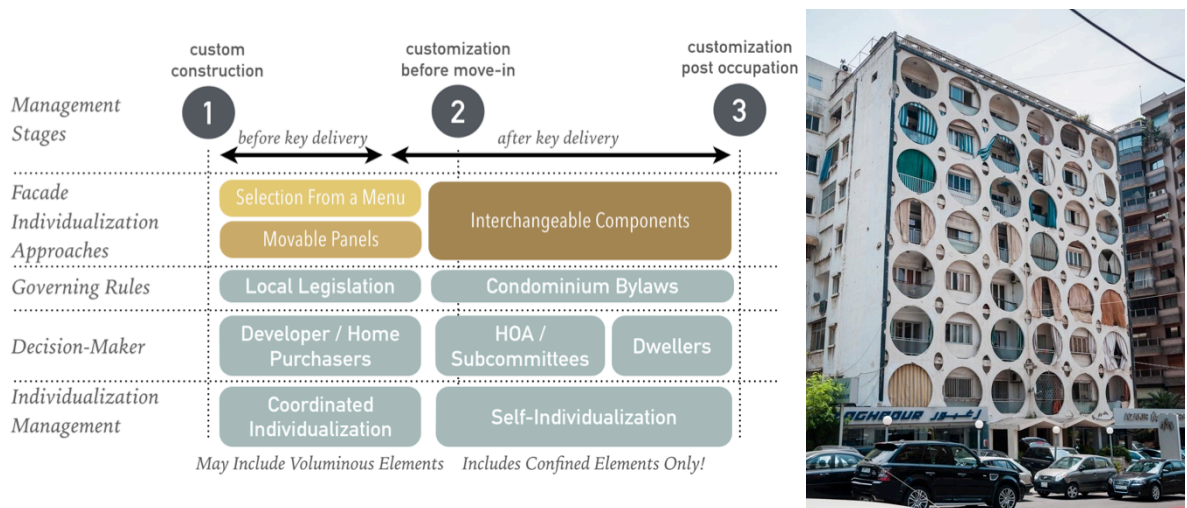 custom
construction
customization
before move-in
customization
post occupation
Management
Stages
1
2
3
before key delivery
after key delivery
Facade
Individualization
Approaches
Selection From a Menu
Movable Panels
Interchangeable Components
Governing Rules
Local Legislation
Condominium Bylaws
Decision-Maker
Developer / Home
Purchasers
HOA /
Subcommittees
Dwellers
Individualization
Management
Coordinated
Individualization
Self-Individualization
May Include Voluminous Elements
Includes Confined Elements Only!
AGHPOUR زغبور